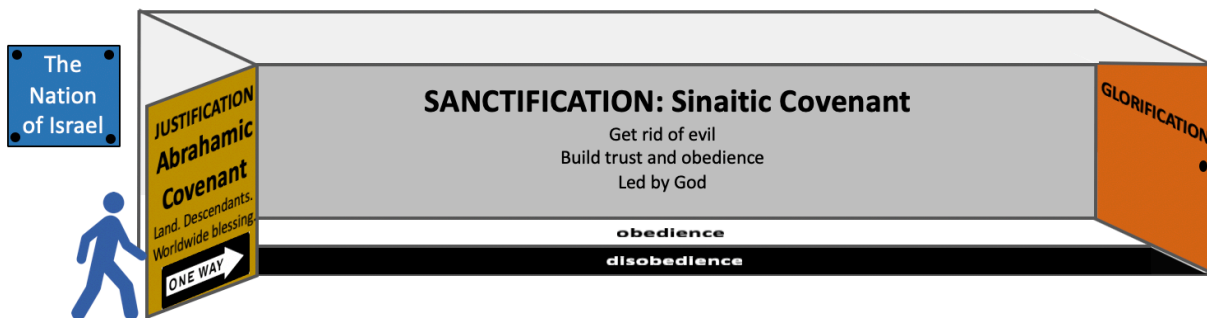 The
Nation
of Israel
JUSTIFICATION
Abrahamic
Covenant
Land. Descendants.
Worldwide blessing.
ONE WAY
SANCTIFICATION: Sinaitic Covenant
Get rid of evil
Build trust and obedience
Led by God
obedience
disobedience
GLORIFICATION